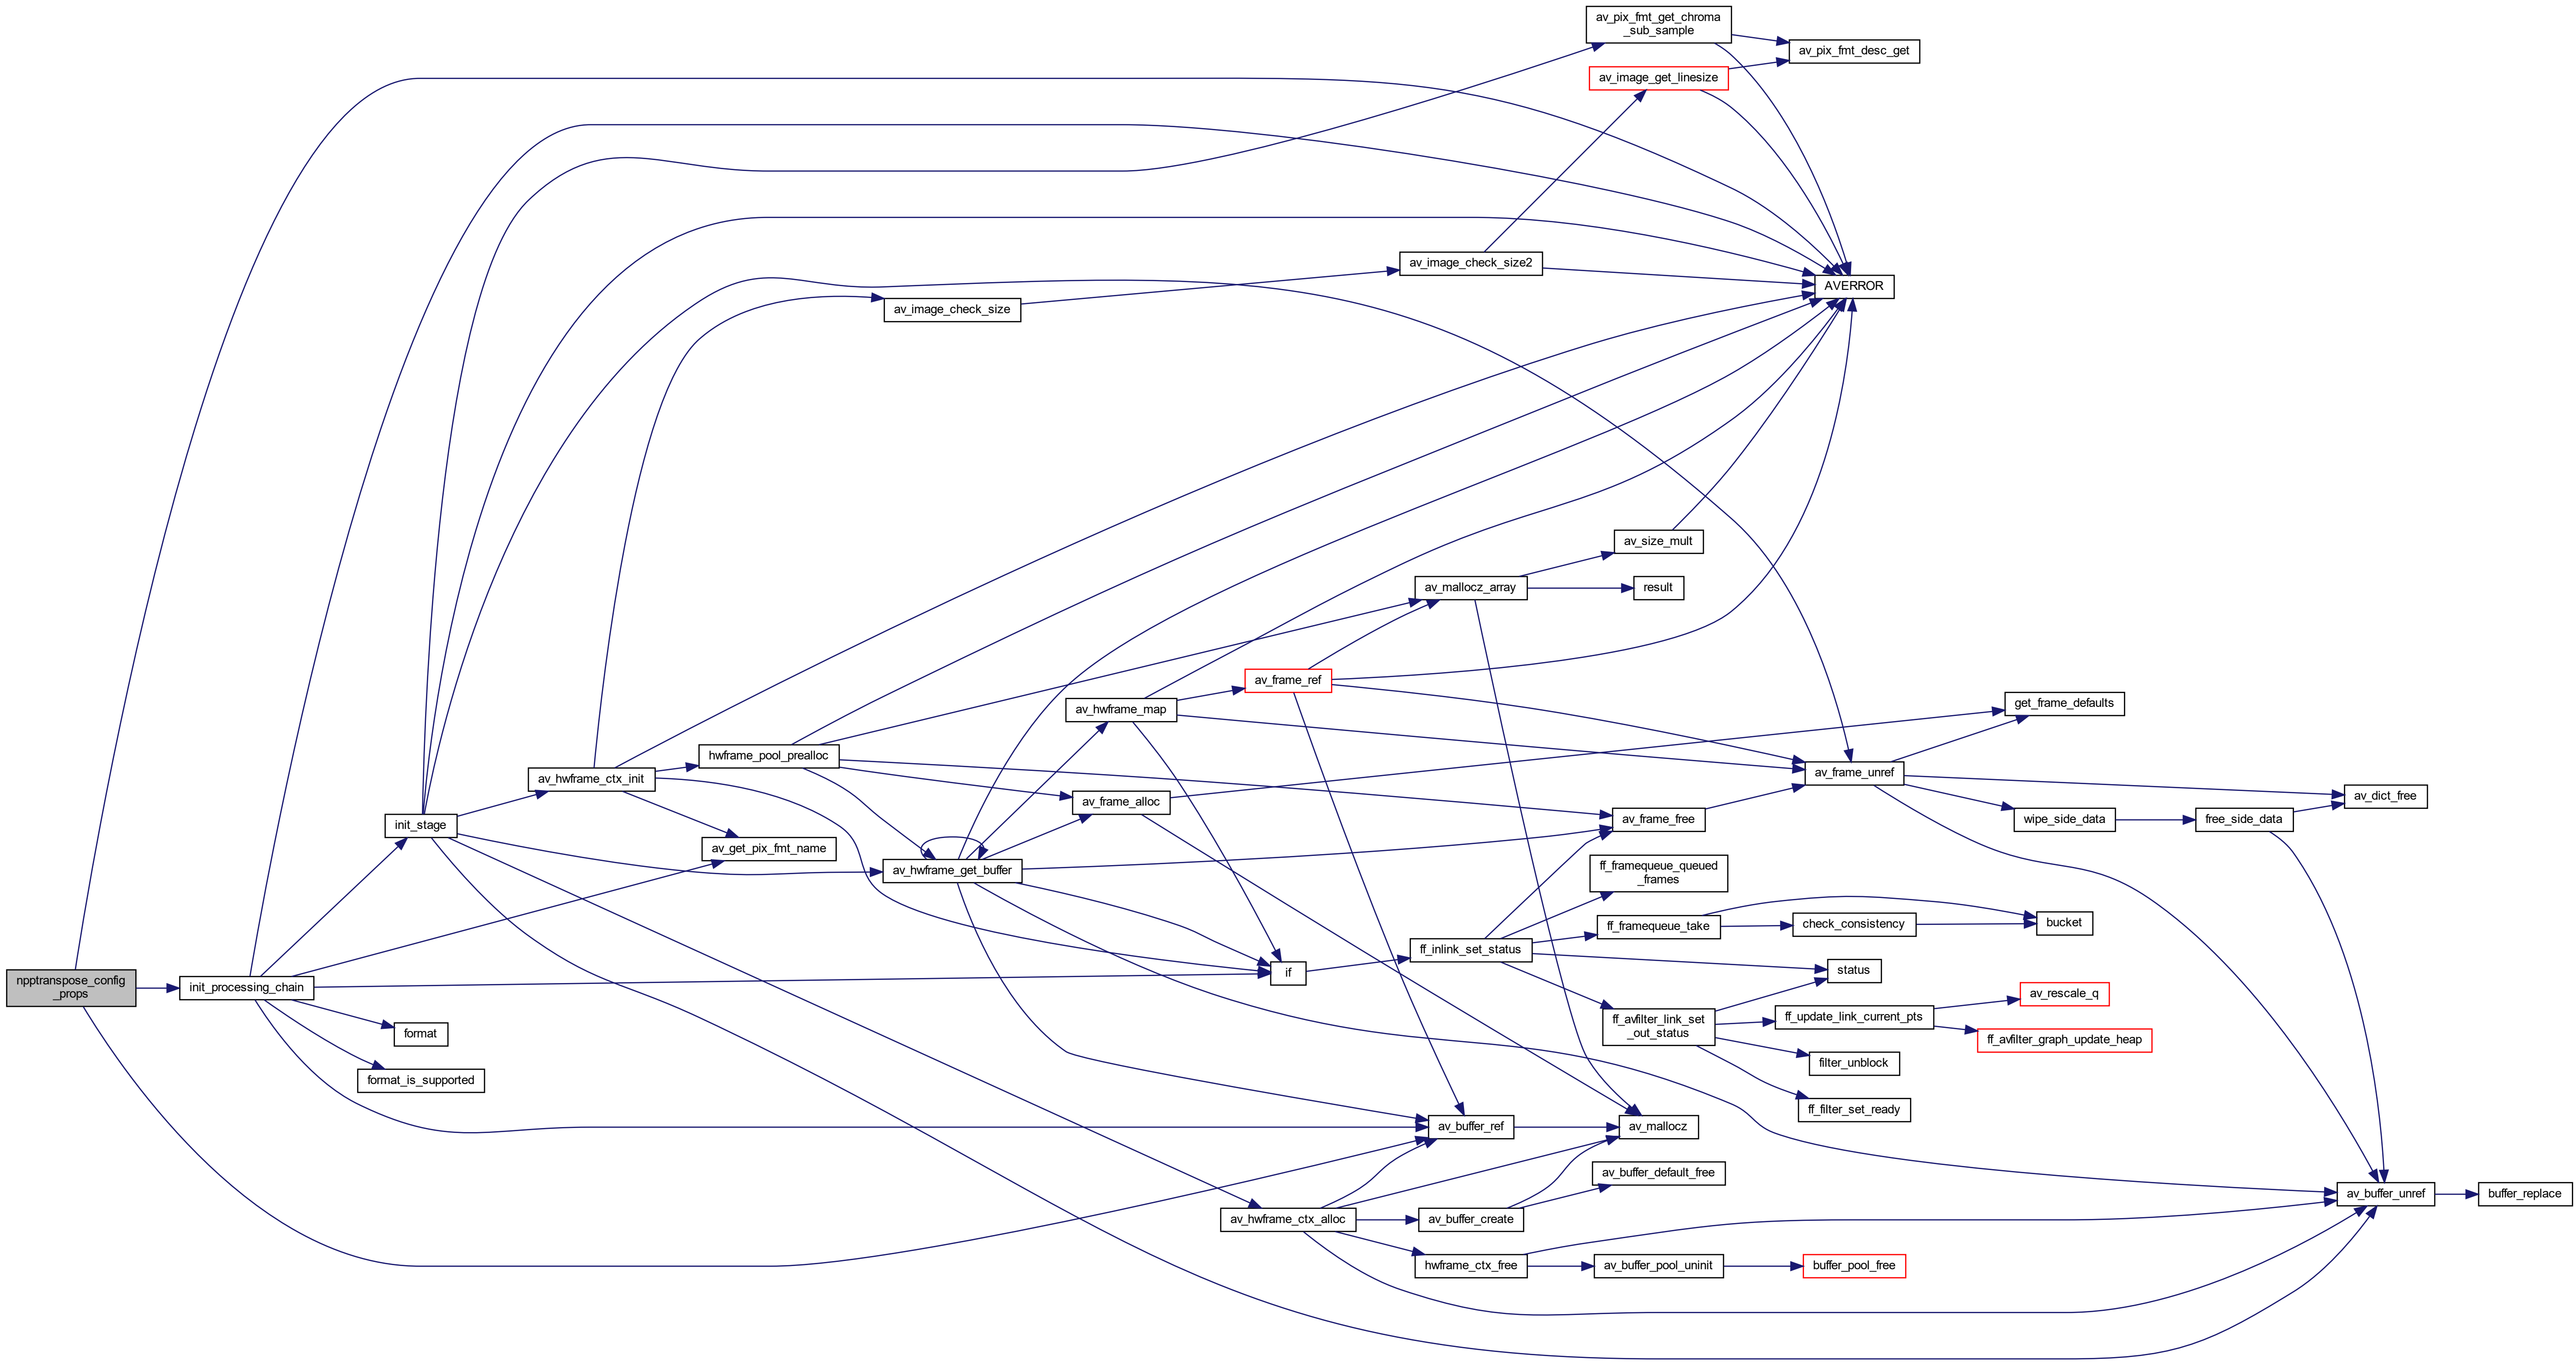 npptranspose_config
_props
init_processing_chain
format
format_is_supported
init_stage
av_hwframe_ctx_init
hwframe_pool_prealloc
av_get_pix_fmt_name
av_image_check_size
av_hwframe_get_buffer
av_hwframe_map
av_frame_alloc
av_frame_ref
if
av_hwframe_ctx_alloc
av_image_check_size2
av_mallocz_array
ff_inlink_set_status
av_buffer_ref
av_buffer_create
hwframe_ctx_free
av_pix_fmt_get_chroma
_sub_sample
av_image_get_linesize
av_size_mult
result
av_frame_free
ff_framequeue_queued
_frames
ff_framequeue_take
ff_avfilter_link_set
_out_status
av_mallocz
av_buffer_default_free
av_buffer_pool_uninit
av_pix_fmt_desc_get
AVERROR
av_frame_unref
check_consistency
status
ff_update_link_current_pts
filter_unblock
ff_filter_set_ready
buffer_pool_free
get_frame_defaults
wipe_side_data
bucket
av_rescale_q
ff_avfilter_graph_update_heap
free_side_data
av_dict_free
av_buffer_unref
buffer_replace